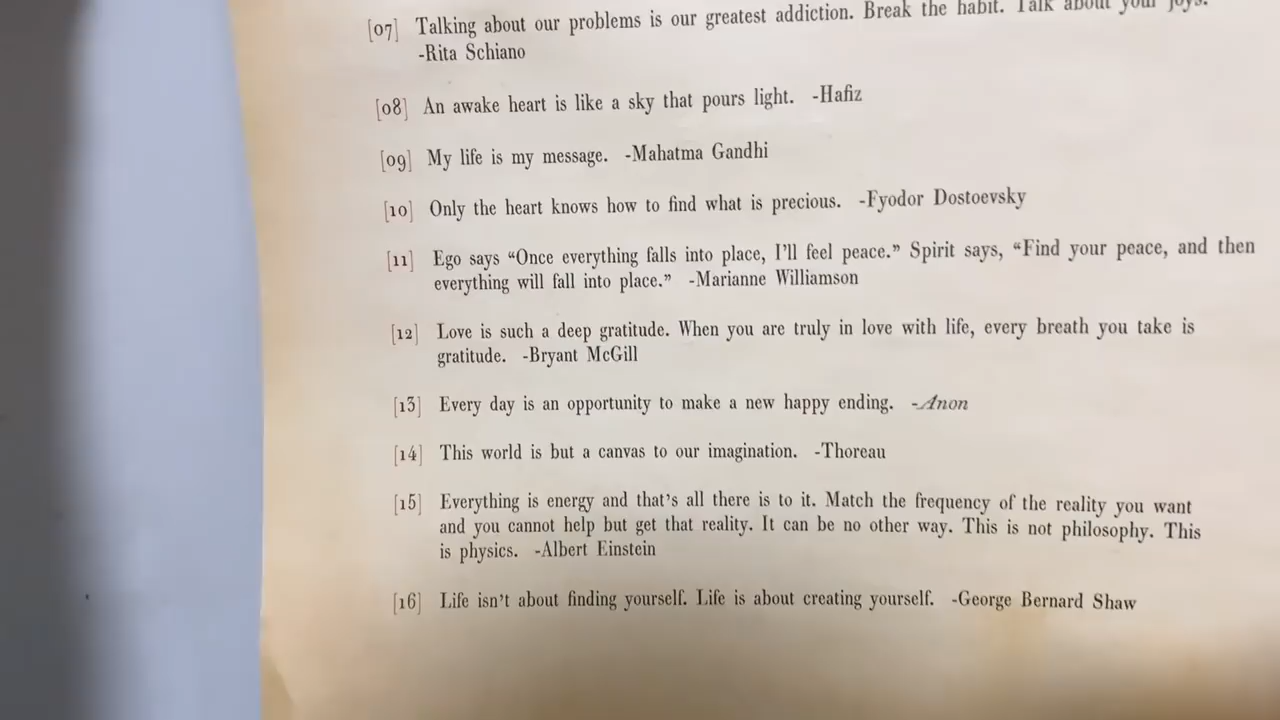 [07] Talking about our problems is our greatest addiction. Break the habit. Talk about your joys.
-Rita Schiano
[08] An awake heart is like a sky that pours light. -Hafiz
[09] My life is my message. -Mahatma Gandhi
[10] Only the heart knows how to find what is precious. -Fyodor Dostoevsky
[11] Ego says “Once everything falls into place, I’ll feel peace.” Spirit says, “Find your peace, and then
everything will fall into place.” -Marianne Williamson
[12] Love is such a deep gratitude. When you are truly in love with life, every breath you take is
gratitude. -Bryant McGill
[13] Every day is an opportunity to make a new happy ending. -Anon
[14] This world is but a canvas to our imagination. -Thoreau
[15] Everything is energy and that’s all there is to it. Match the frequency of the reality you want
and you cannot help but get that reality. It can be no other way. This is not philosophy. This
is physics. -Albert Einstein
[16] Life isn’t about finding yourself. Life is about creating yourself. -George Bernard Shaw